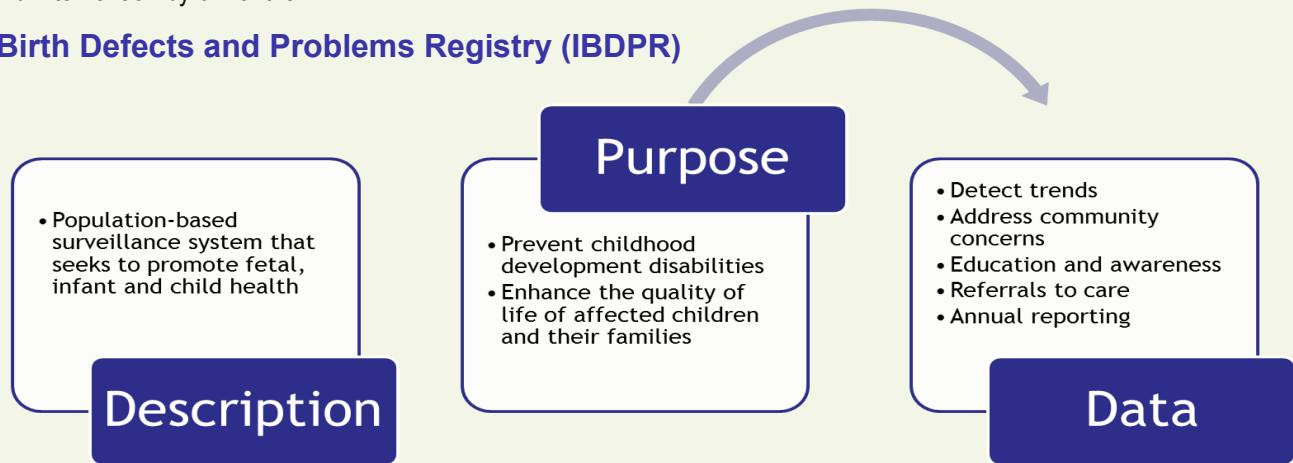 Birth Defects and Problems Registry (IBDPR)
• Population-based
surveillance system that
seeks to promote fetal,
infant and child health
Description
Purpose
• Prevent childhood
development disabilities
• Enhance the quality of
life of affected children
and their families
• Detect trends
• Address community
concerns
• Education and awareness
• Referrals to care
• Annual reporting
Data